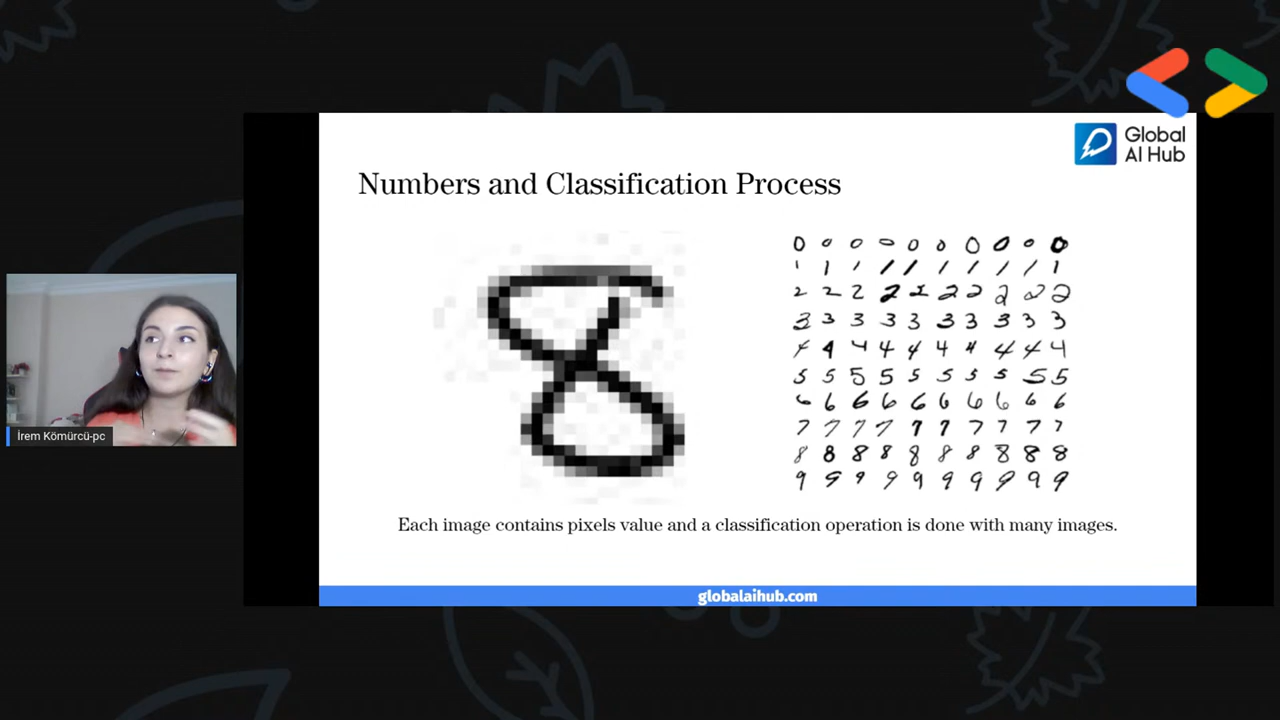 Global
AI Hub
Numbers and Classification Process
8
0 0 0 0 0 0 0 0 0 0
1 1 1 1 1 1 1 1 1 1
2 2 2 2 2 2 2 2 2 2
3 3 3 3 3 3 3 3 3 3
4 4 4 4 4 4 4 4 4 4
5 5 5 5 5 5 5 5 5 5
6 6 6 6 6 6 6 6 6 6
7 7 7 7 7 7 7 7 7 7
8 8 8 8 8 8 8 8 8 8
9 9 9 9 9 9 9 9 9 9
İrem Kömürcü-pc
Each image contains pixels value and a classification operation is done with many images.
globalaihub.com